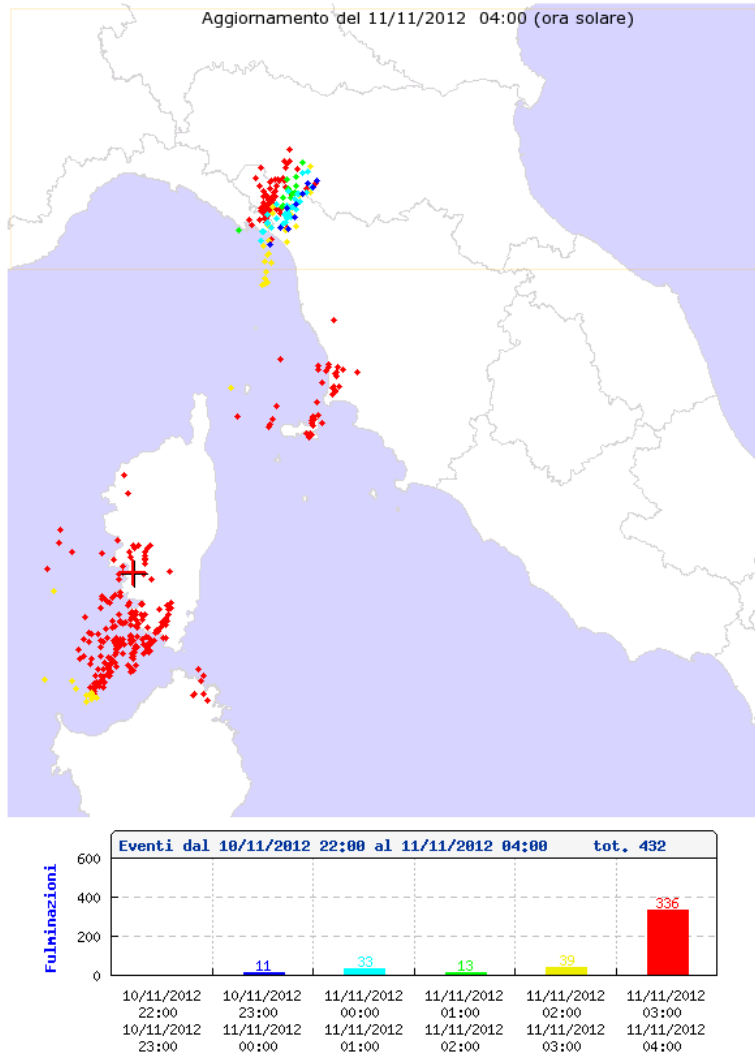 Aggiornamento del 11/11/2012 04:00 (ora solare)
Eventi dal 10/11/2012 22:00 al 11/11/2012 04:00 tot. 432
Fulminazioni
600
400
200
0
11
33
13
39
336
10/11/2012 10/11/2012 11/11/2012 11/11/2012 11/11/2012 11/11/2012
22:00 23:00 00:00 01:00 02:00 03:00
10/11/2012 11/11/2012 11/11/2012 11/11/2012 11/11/2012 11/11/2012
23:00 00:00 01:00 02:00 03:00 04:00